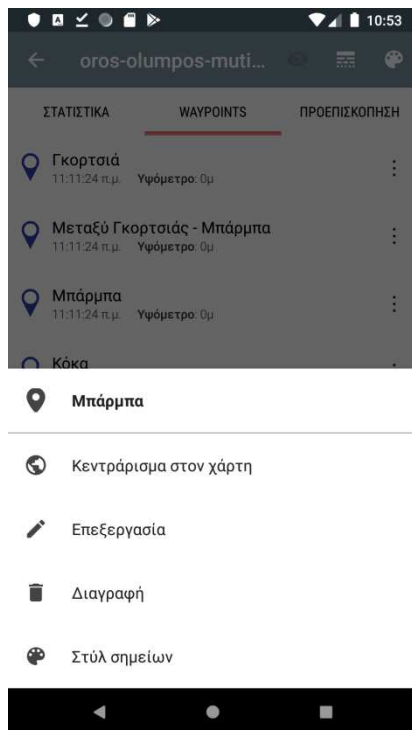 10:53
oros-olumpos-muti...
ΣΤΑΤΙΣΤΙΚΑ WAYPOINTS ΠΡΟΕΠΙΣΚΟΠΗΣΗ
Γκορτσιά
11:11:24 π.μ. Υψόμετρο: 0μ
Μεταξύ Γκορτσιάς - Μπάρμπα
11:11:24 π.μ. Υψόμετρο: 0μ
Μπάρμπα
11:11:24 π.μ. Υψόμετρο: 0μ
Κόκα
Μπάρμπα
Κεντράρισμα στον χάρτη
Επεξεργασία
Διαγραφή
Στύλ σημείων